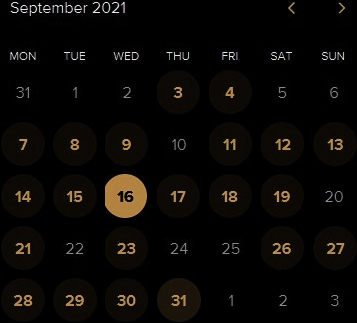 September 2021
MON TUE WED THU FRI SAT SUN
31 1 2 3 4 5 6
7 8 9 10 11 12 13
14 15 16 17 18 19 20
21 22 23 24 25 26 27
28 29 30 31 1 2 3